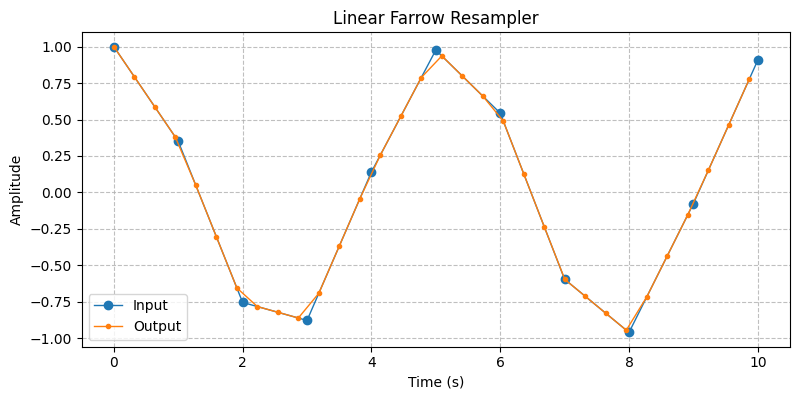 Linear Farrow Resampler
Amplitude
1.00
0.75
0.50
0.25
0.00
−0.25
−0.50
−0.75
−1.00
Input
Output
0 2 4 6 8 10
Time (s)